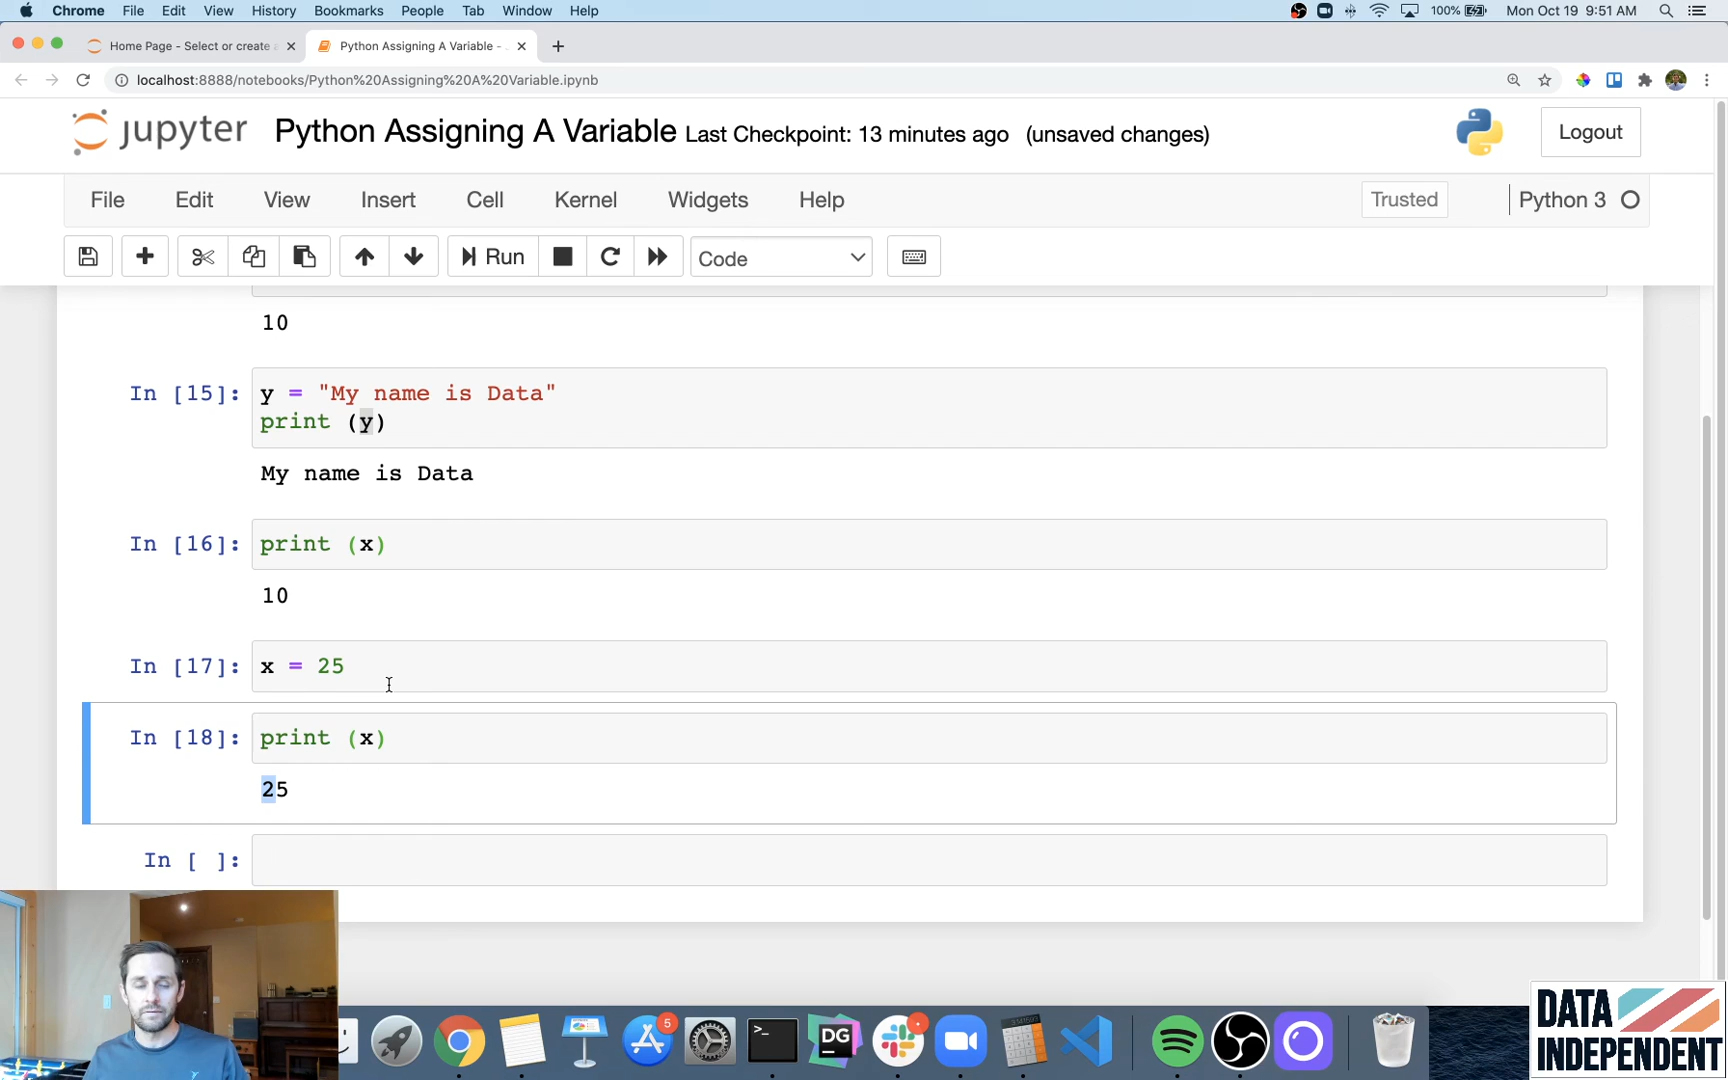 Chrome File Edit View History Bookmarks People Tab Window Help 100% Mon Oct 19 9:51 AM
Home Page - Select or create a Python Assigning A Variable -
localhost:8888/notebooks/Python%20Assigning%20A%20Variable.ipynb
jupyter Python Assigning A Variable Last Checkpoint: 13 minutes ago (unsaved changes) Logout
File Edit View Insert Cell Kernel Widgets Help Trusted Python 3
Run Code
10
In [15]: y = "My name is Data"
print (y)
My name is Data
In [16]: print (x)
10
In [17]: x = 25
In [18]: print (x)
25
In [ ]:
5
>_
DG
DATA
INDEPENDENT